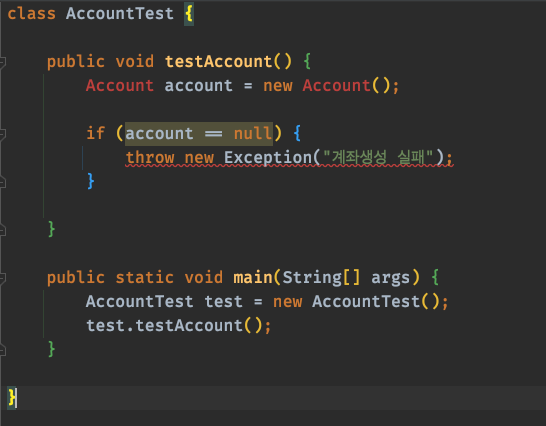 class AccountTest {
public void testAccount() {
Account account = new Account();
if (account == null) {
throw new Exception("계좌생성 실패");
}
}
public static void main(String[] args) {
AccountTest test = new AccountTest();
test.testAccount();
}
}